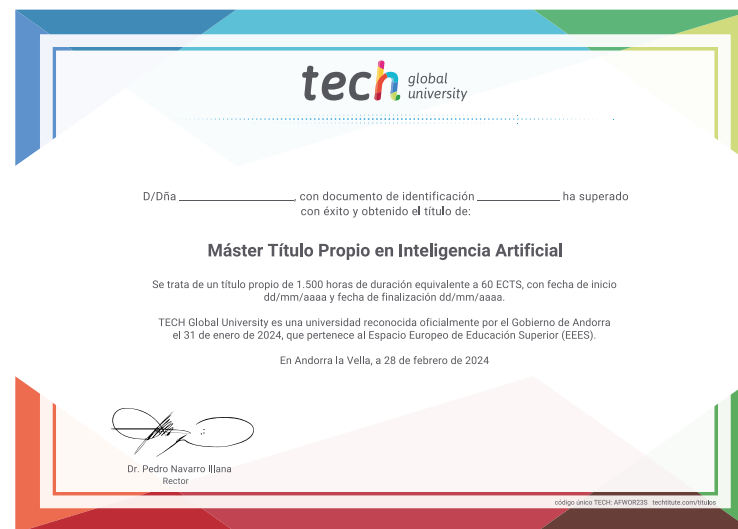 tech global university
D/Dña ______________, con documento de identificación ______________ ha superado
con éxito y obtenido el título de:
Máster Título Propio en Inteligencia Artificial
Se trata de un título propio de 1.500 horas de duración equivalente a 60 ECTS, con fecha de inicio
dd/mm/aaaa y fecha de finalización dd/mm/aaaa.
TECH Global University es una universidad reconocida oficialmente por el Gobierno de Andorra
el 31 de enero de 2024, que pertenece al Espacio Europeo de Educación Superior (EEES).
En Andorra la Vella, a 28 de febrero de 2024
Dr. Pedro Navarro Illana
Rector
código único TECH: AFWOR23S techtitute.com/titulos